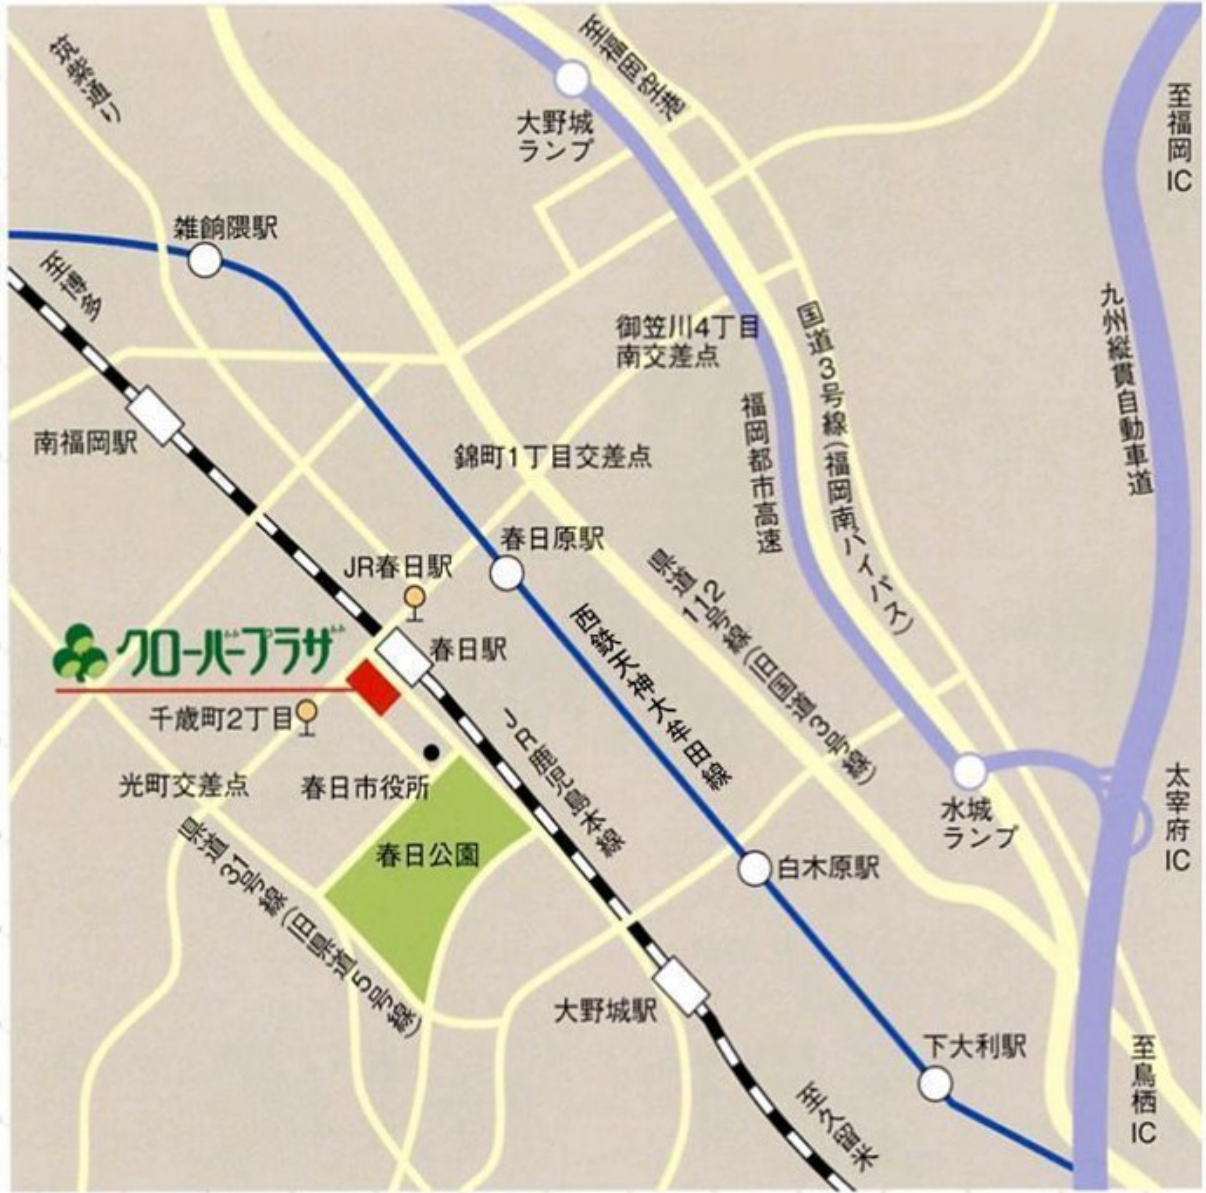 筑紫通り
至福岡空港
大野城
ランプ
至福岡IC
雑餉隈駅
至博多
御笠川4丁目
南交差点
国道3号線(福岡南バイパス)
九州縦貫自動車道
福岡都市高速
南福岡駅
錦町1丁目交差点
春日原駅
JR春日駅
県道112号線(旧国道3号線)
クローバープラザ
春日駅
西鉄天神大牟田線
千歳町2丁目
JR鹿児島本線
光町交差点
春日市役所
水城
ランプ
太宰府IC
県道31号線(旧県道5号線)
春日公園
白木原駅
大野城駅
下大利駅
至鳥栖IC
至久留米